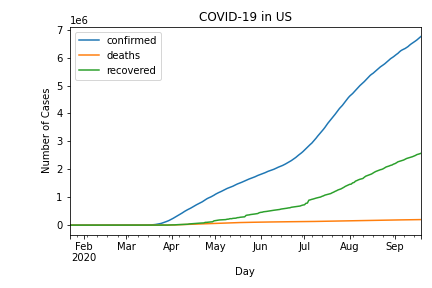 COVID-19 in US
1e6
7
6
5
4
3
2
1
0
Number of Cases
confirmed
deaths
recovered
Feb Mar Apr May Jun Jul Aug Sep
2020
Day